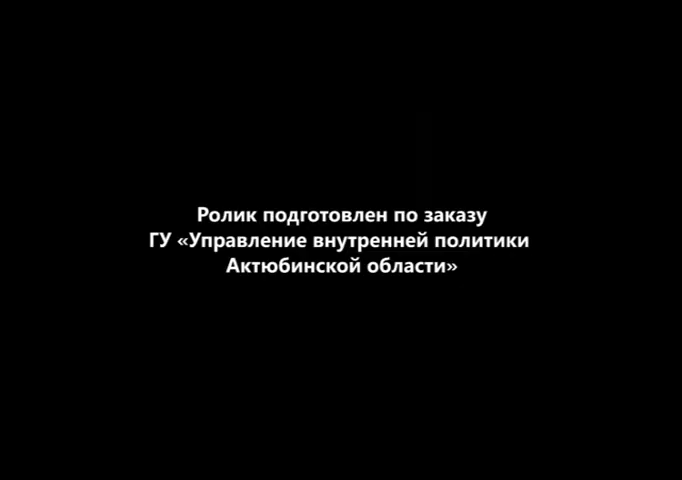 Ролик подготовлен по заказу
ГУ «Управление внутренней политики
Актюбинской области»